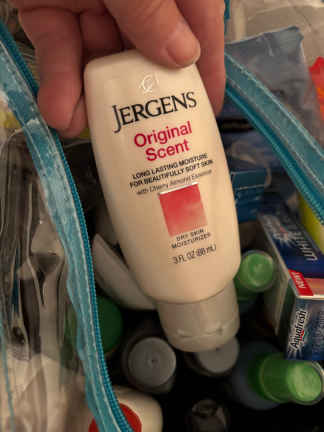 JERGENS
Original
Scent
LONG LASTING MOISTURE
FOR BEAUTIFULLY SOFT SKIN
with Cherry Almond Essence
DRY SKIN
MOISTURIZER
3 FL OZ (88 mL)
Aquafresh